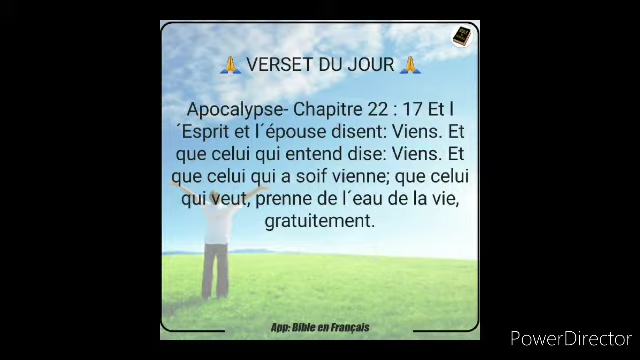 🙏 VERSET DU JOUR 🙏
Apocalypse- Chapitre 22 : 17 Et l
´Esprit et l´épouse disent: Viens. Et
que celui qui entend dise: Viens. Et
que celui qui a soif vienne; que celui
qui veut, prenne de l´eau de la vie,
gratuitement.
App: Bible en Français
PowerDirector